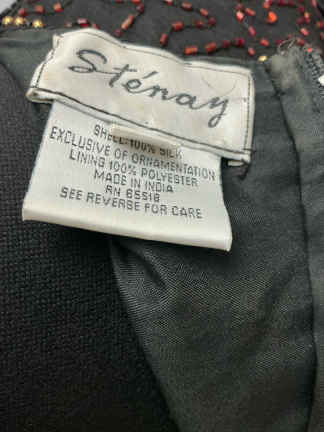 Sténay
SHELL: 100% SILK
EXCLUSIVE OF ORNAMENTATION
LINING 100% POLYESTER
MADE IN INDIA
RN 65518
SEE REVERSE FOR CARE